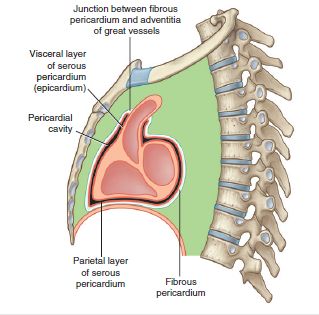 Junction between fibrous
pericardium and adventitia
of great vessels
Visceral layer
of serous
pericardium
(epicardium)
Pericardial
cavity
Parietal layer
of serous
pericardium
Fibrous
pericardium